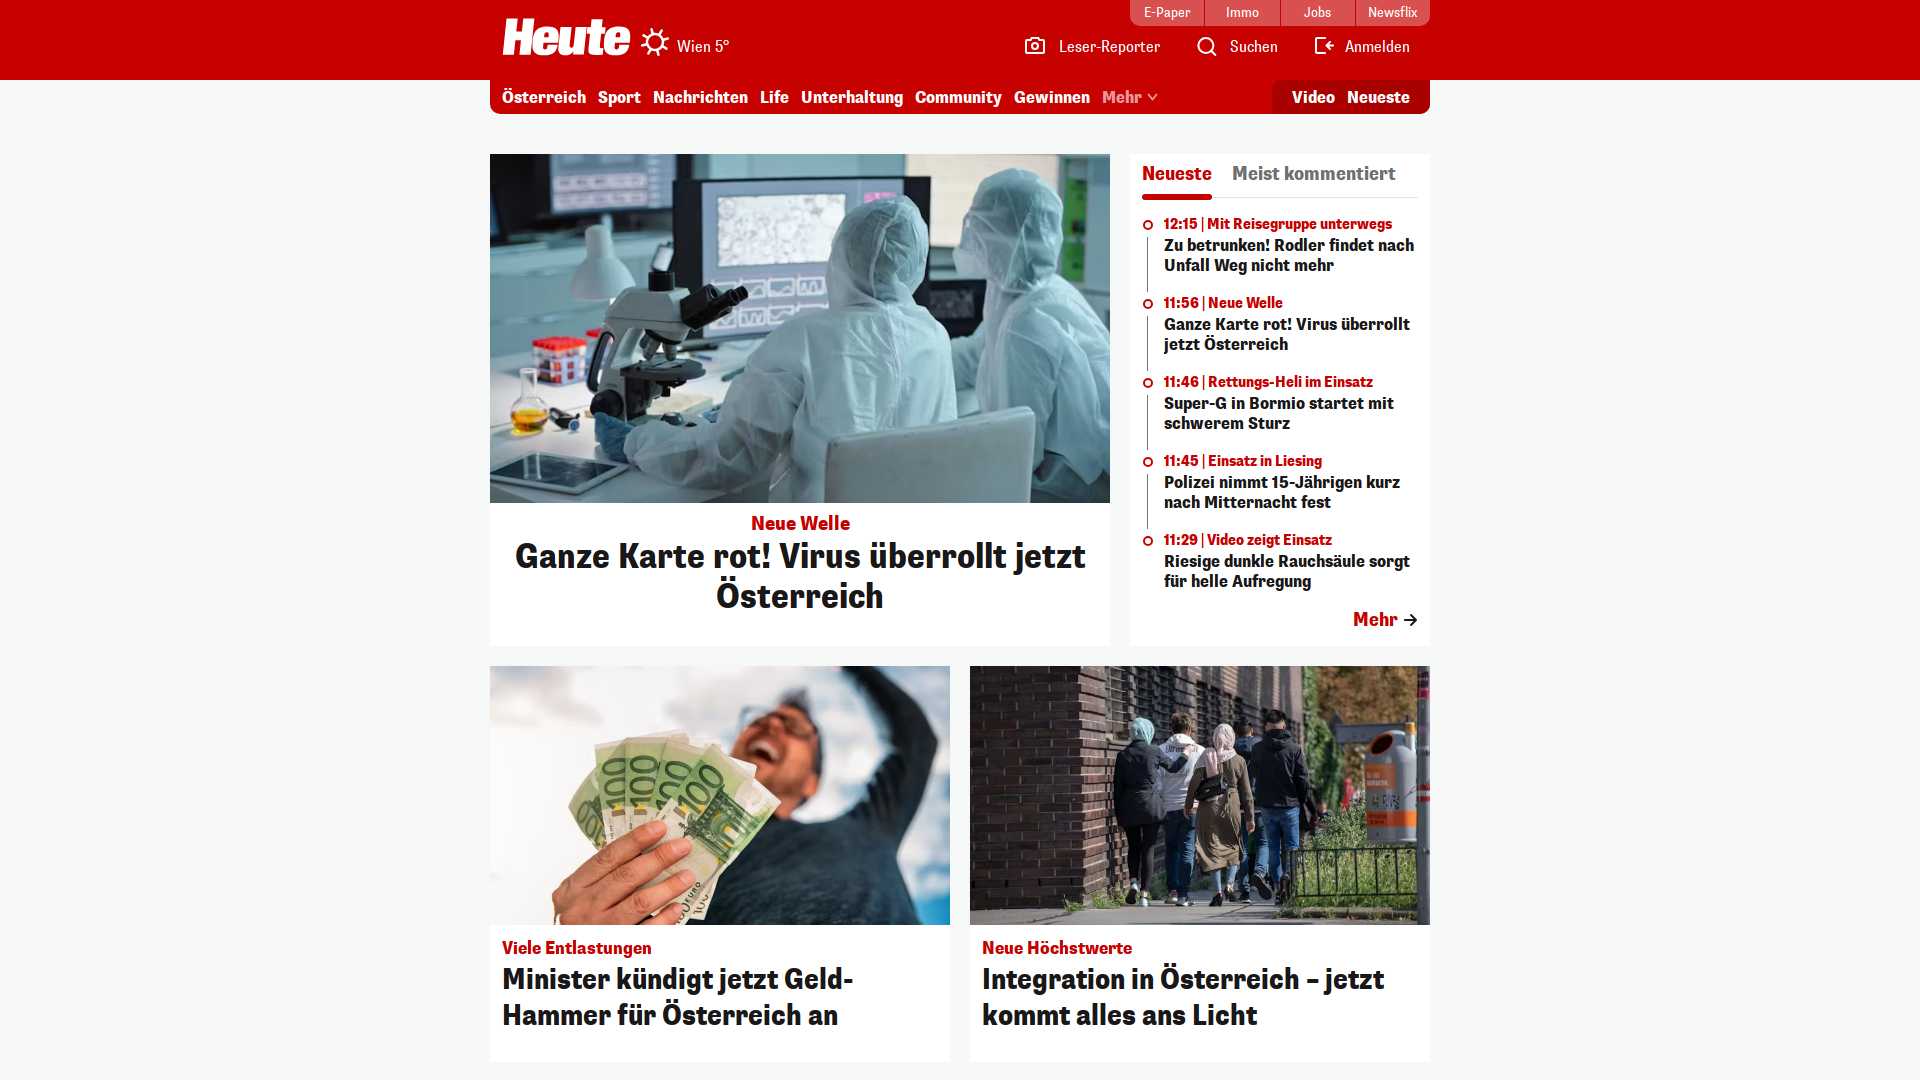 E-Paper
Immo
Jobs
Newsflix
Heute
Wien 5°
Leser-Reporter
Suchen
Anmelden
Österreich
Sport
Nachrichten
Life
Unterhaltung
Community
Gewinnen
Mehr
Video
Neueste
Neue Welle
Ganze Karte rot! Virus überrollt jetzt
Österreich
Neueste
Meist kommentiert
12:15 | Mit Reisegruppe unterwegs
Zu betrunken! Rodler findet nach
Unfall Weg nicht mehr
11:56 | Neue Welle
Ganze Karte rot! Virus überrollt
jetzt Österreich
11:46 | Rettungs-Heli im Einsatz
Super-G in Bormio startet mit
schwerem Sturz
11:45 | Einsatz in Liesing
Polizei nimmt 15-Jährigen kurz
nach Mitternacht fest
11:29 | Video zeigt Einsatz
Riesige dunkle Rauchsäule sorgt
für helle Aufregung
Mehr
100
100
100
100
EURO
100
Viele Entlastungen
Minister kündigt jetzt Geld-
Hammer für Österreich an
Neue Höchstwerte
Integration in Österreich – jetzt
kommt alles ans Licht